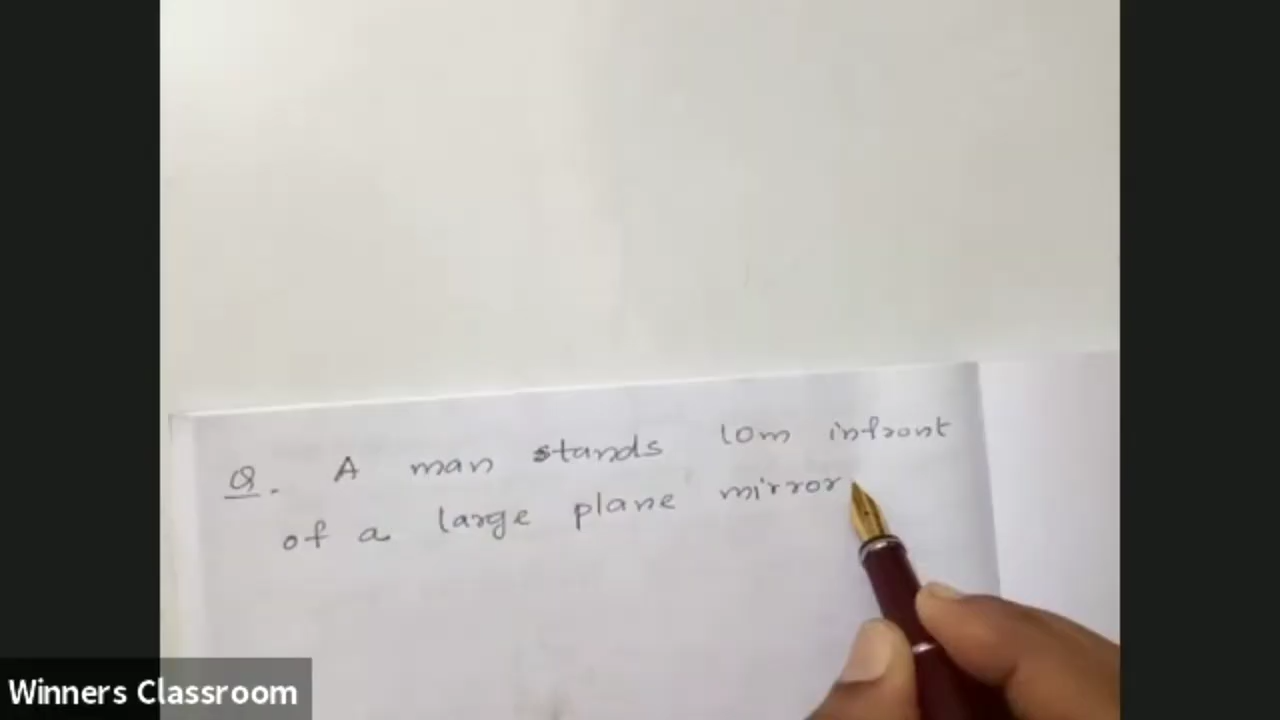 Q. A man stands 10m infront
of a large plane mirror
Winners Classroom